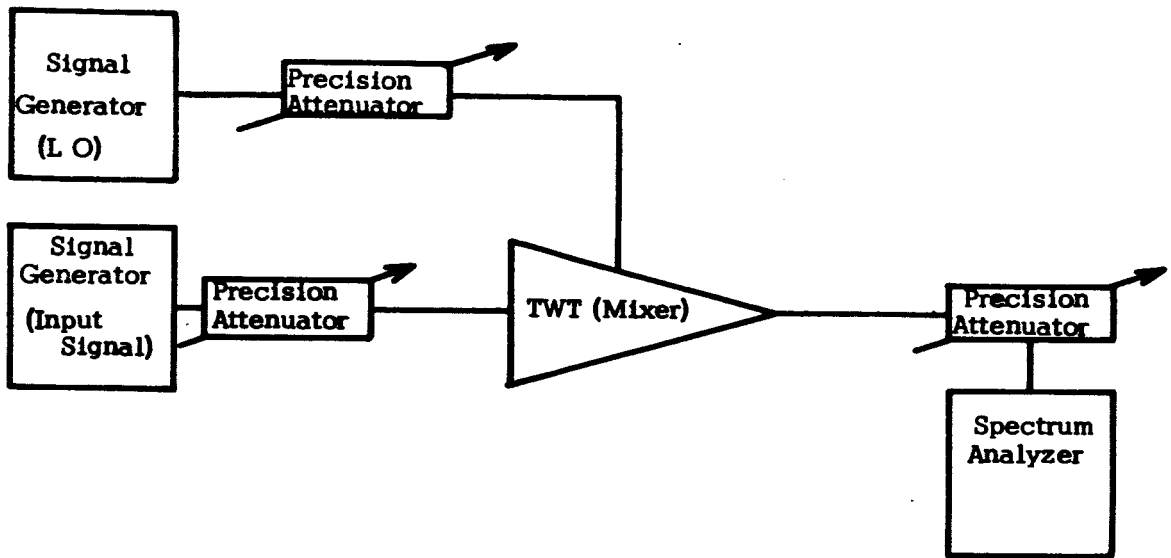 Signal
Generator
(L O)
Precision
Attenuator
Signal
Generator
(Input
Signal)
Precision
Attenuator
TWT (Mixer)
Precision
Attenuator
Spectrum
Analyzer